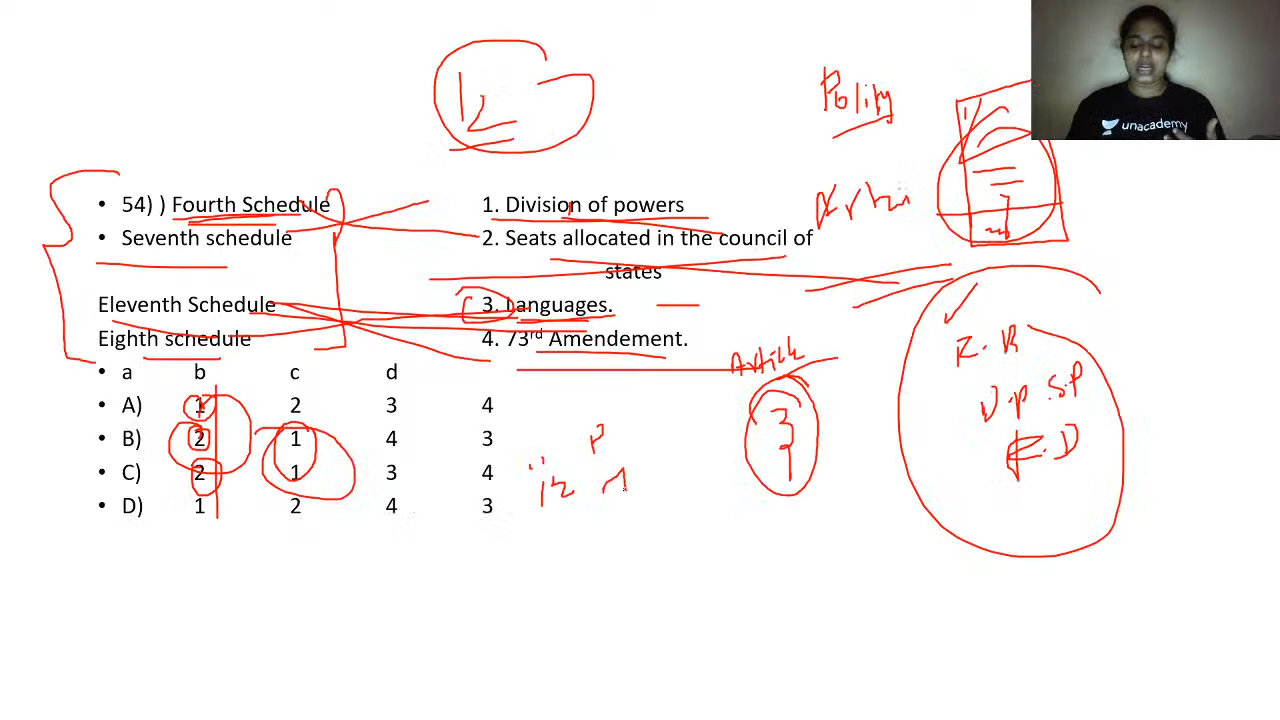 12
Polity
unacademy
• 54) ) Fourth Schedule 1. Division of powers
• Seventh schedule 2. Seats allocated in the council of
states
Eleventh Schedule 3. Languages.
Eighth schedule 4. 73rd Amendement.
• a b c d
• A) 1 2 3 4
• B) 2 1 4 3
• C) 2 1 3 4
• D) 1 2 4 3
Article
D.P.S.P
12